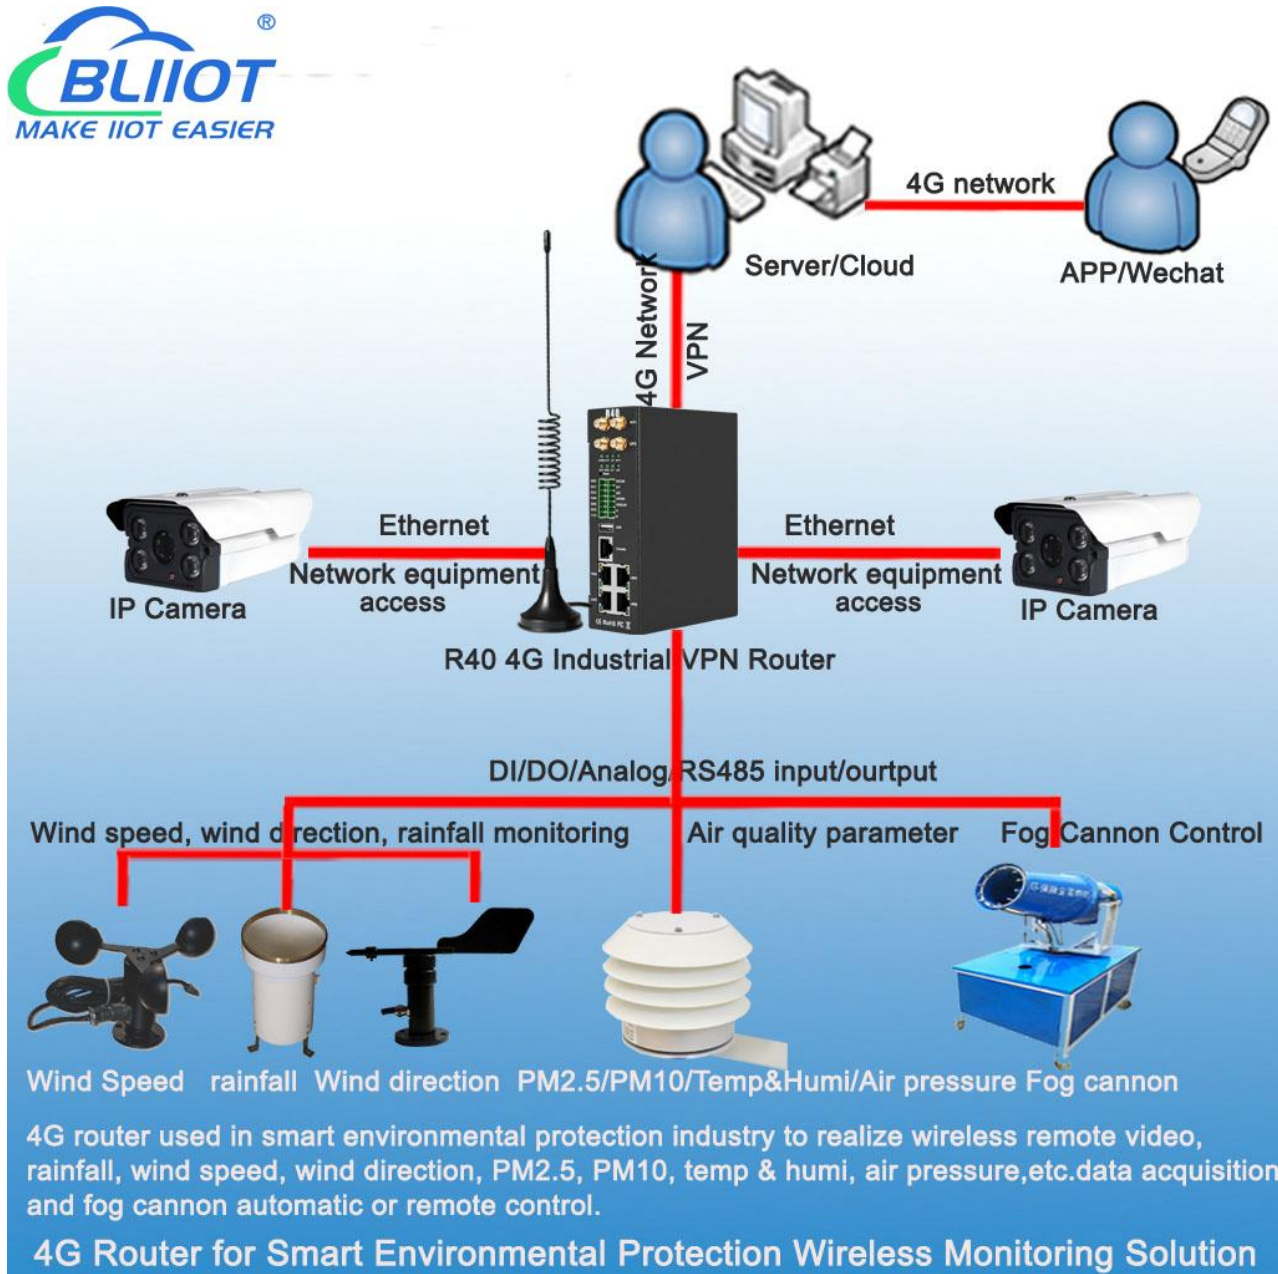 ®
BLIIOT
MAKE IIOT EASIER
4G network
Server/Cloud
APP/Wechat
4G Network
VPN
R40
Ethernet
Network equipment
access
IP Camera
Ethernet
Network equipment
access
IP Camera
R40 4G Industrial VPN Router
DI/DO/Analog/RS485 input/ourtput
Wind speed, wind direction, rainfall monitoring
Air quality parameter
Fog Cannon Control
Wind Speed rainfall Wind direction PM2.5/PM10/Temp&Humi/Air pressure Fog cannon
4G router used in smart environmental protection industry to realize wireless remote video,
rainfall, wind speed, wind direction, PM2.5, PM10, temp & humi, air pressure,etc.data acquisition
and fog cannon automatic or remote control.
4G Router for Smart Environmental Protection Wireless Monitoring Solution